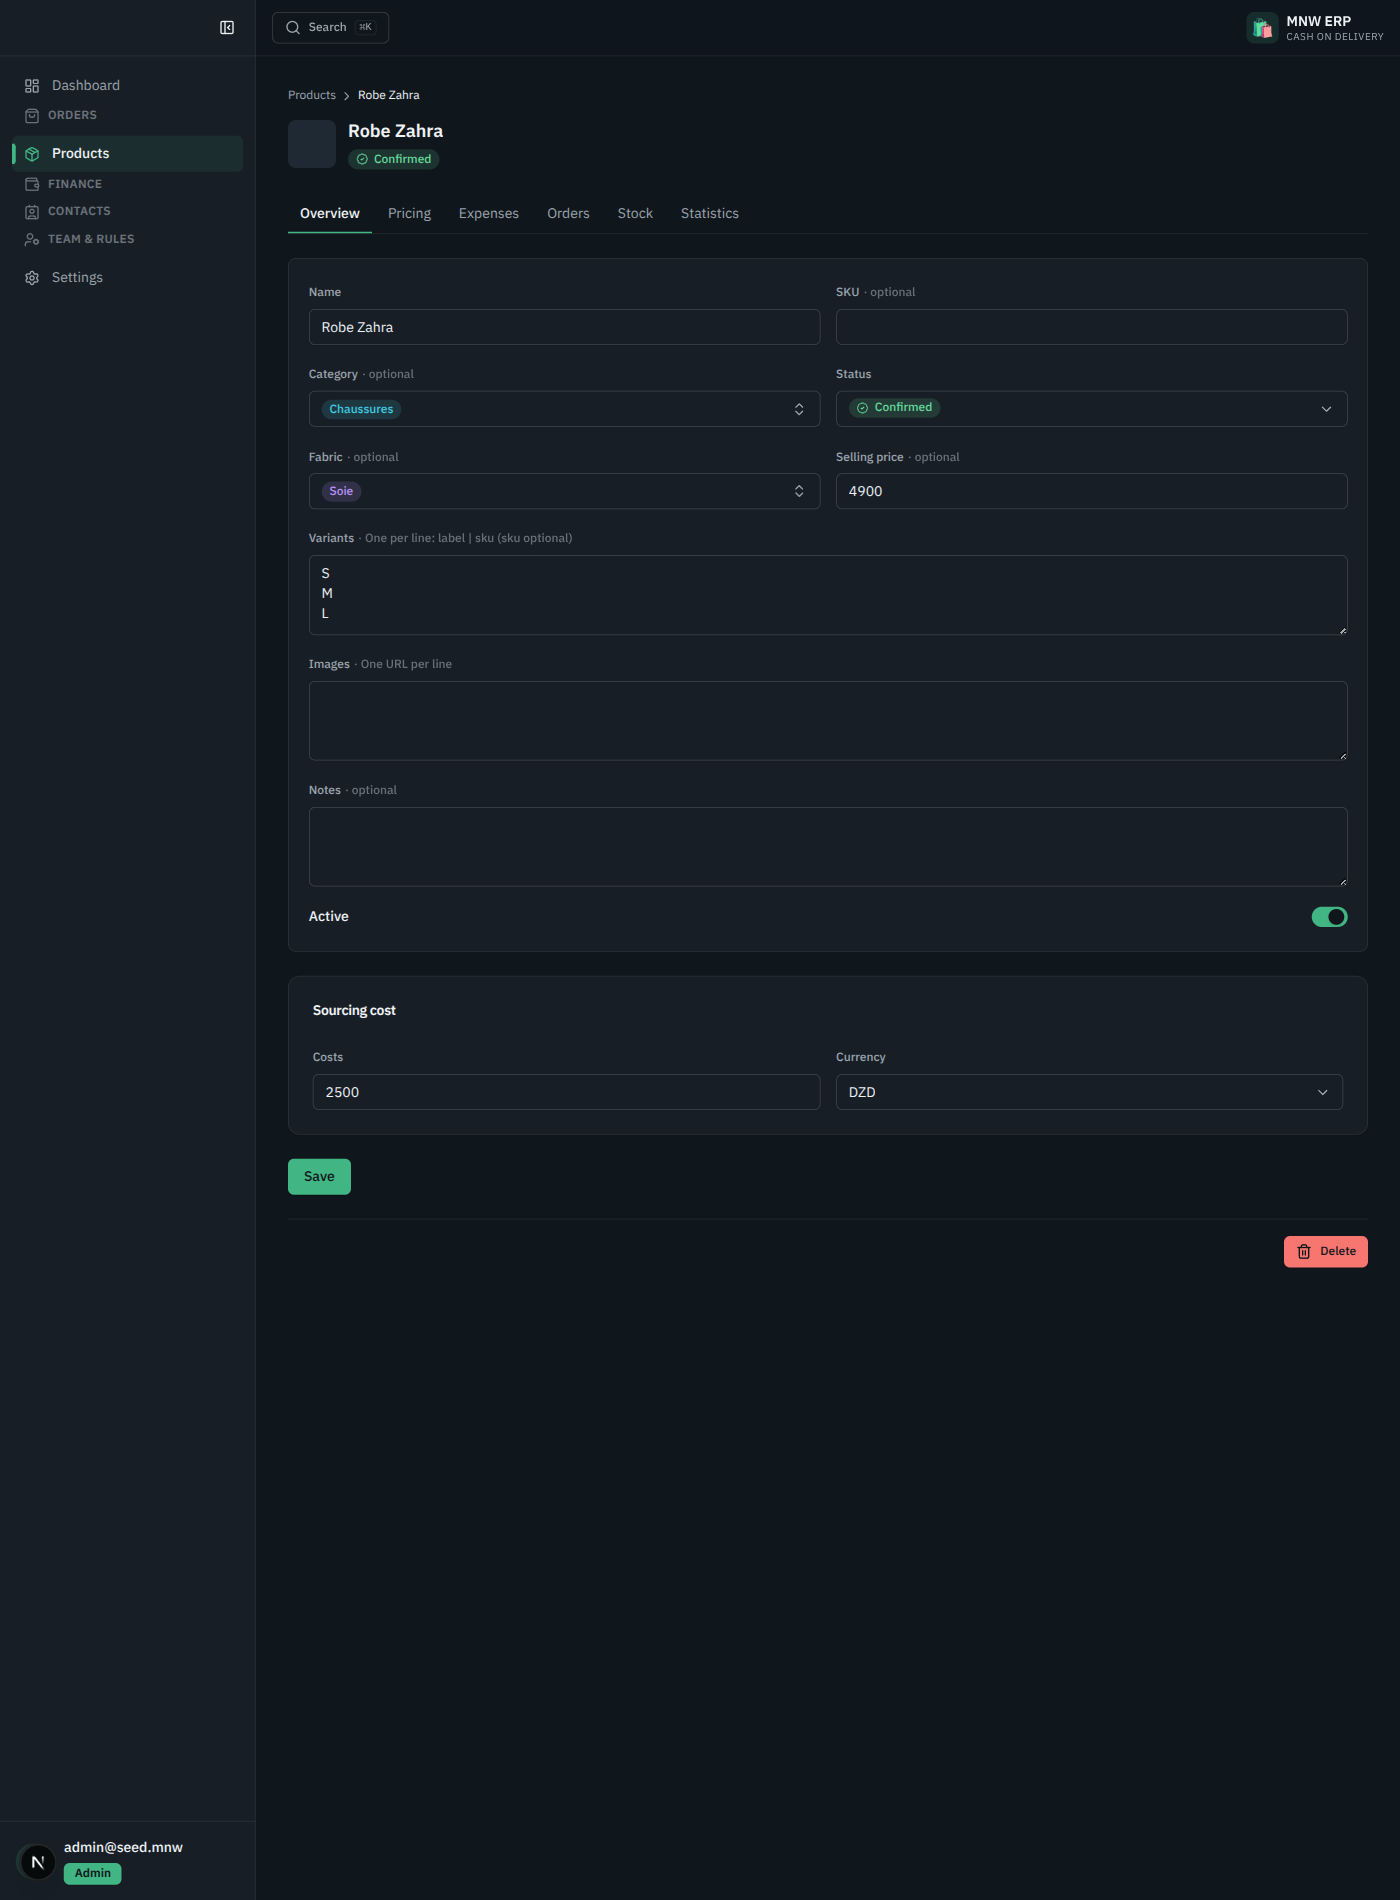 Search ⌘K
MNW ERP
CASH ON DELIVERY
Dashboard
ORDERS
Products
FINANCE
CONTACTS
TEAM & RULES
Settings
Products > Robe Zahra
Robe Zahra
Confirmed
Overview Pricing Expenses Orders Stock Statistics
Name
Robe Zahra
SKU · optional
Category · optional
Chaussures
Status
Confirmed
Fabric · optional
Soie
Selling price · optional
4900
Variants · One per line: label | sku (sku optional)
S
M
L
Images · One URL per line
Notes · optional
Active
Sourcing cost
Costs
2500
Currency
DZD
Save
Delete
N
admin@seed.mnw
Admin